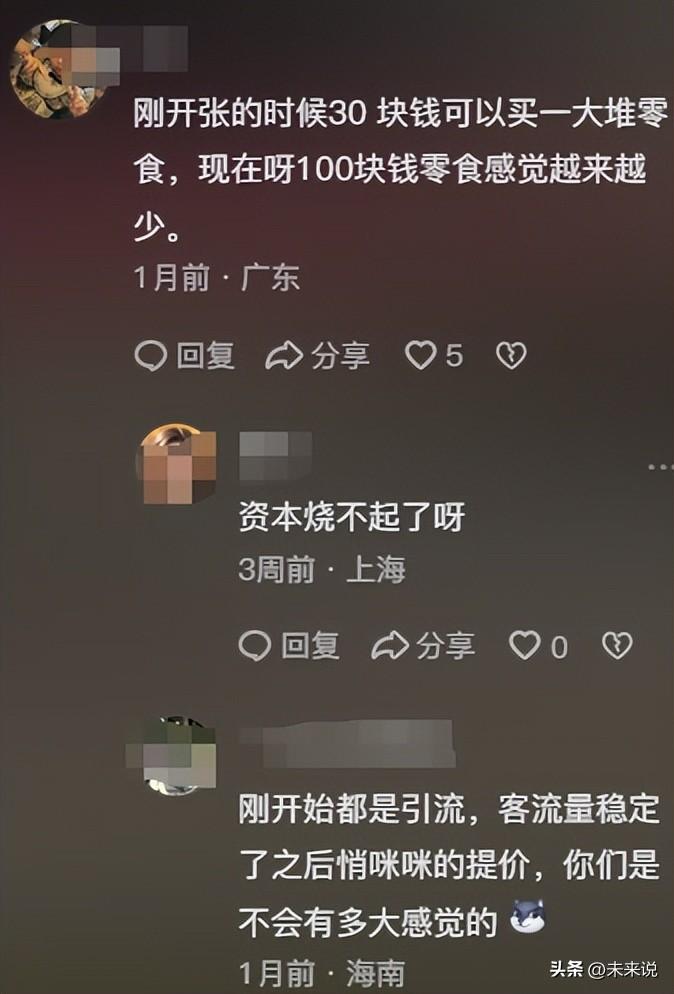 刚开张的时候30 块钱可以买一大堆零
食，现在呀100块钱零食感觉越来越
少。
1月前 · 广东
回复 分享 5
资本烧不起了呀
3周前 · 上海
回复 分享 0
刚开始都是引流，客流量稳定
了之后悄咪咪的提价，你们是
不会有多大感觉的
1月前 · 海南
头条 @未来说